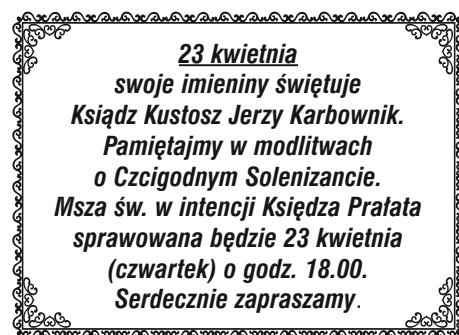 23 kwietnia
swoje imieniny świętuje
Ksiądz Kustosz Jerzy Karbownik.
Pamiętajmy w modlitwach
o Czcigodnym Solenizancie.
Msza św. w intencji Księdza Prałata
sprawowana będzie 23 kwietnia
(czwartek) o godz. 18.00.
Serdecznie zapraszamy.